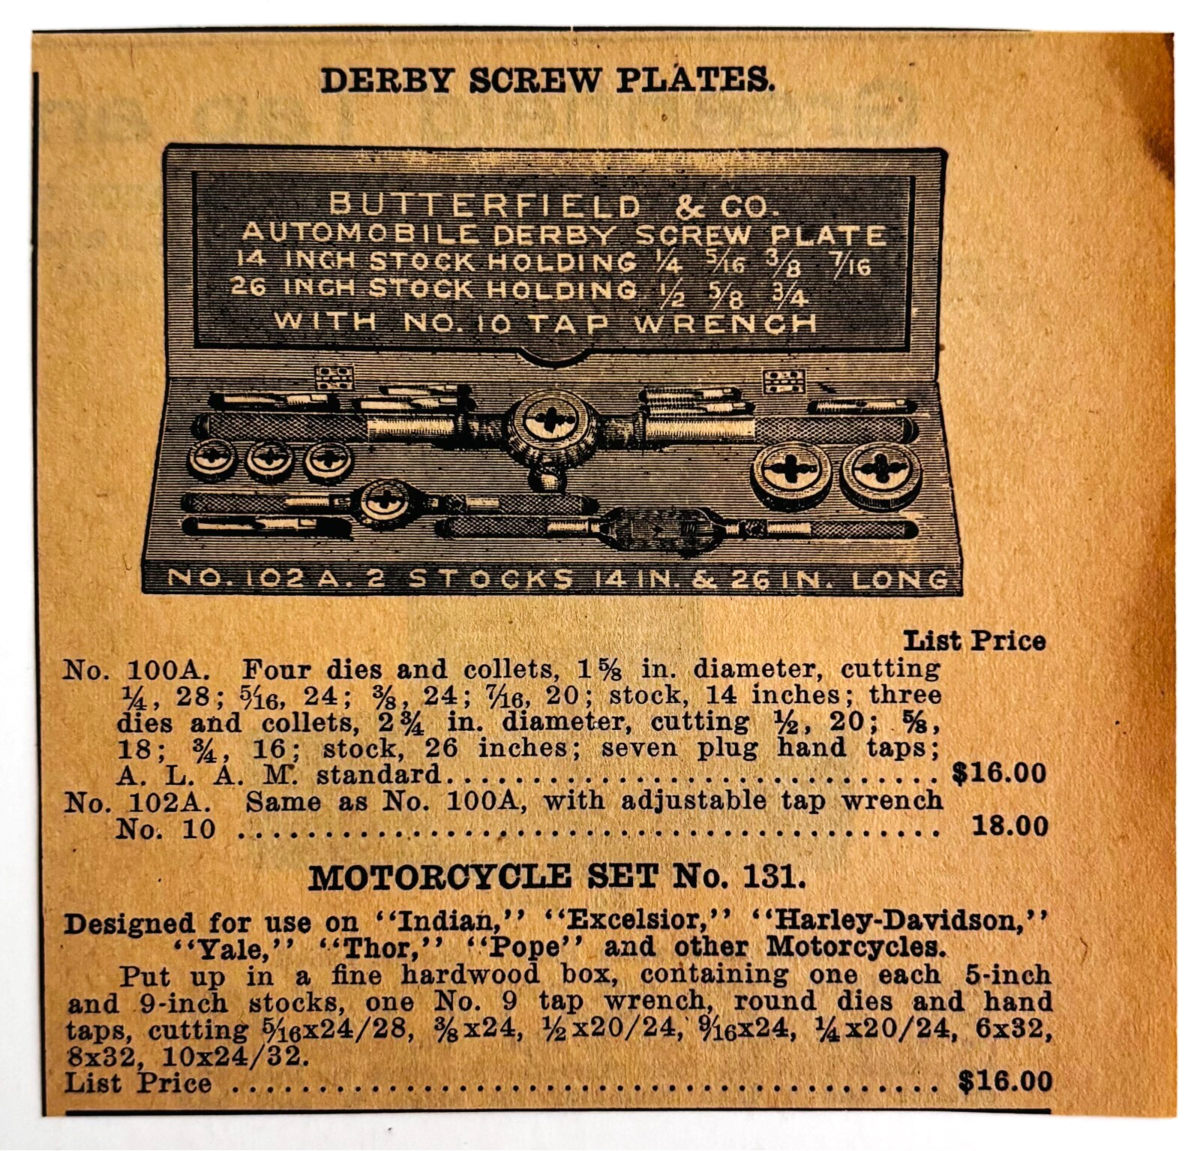 DERBY SCREW PLATES.
BUTTERFIELD & CO.
AUTOMOBILE DERBY SCREW PLATE
14 INCH STOCK HOLDING 1/4 5/16 3/8 7/16
26 INCH STOCK HOLDING 1/2 5/8 3/4
WITH NO. 10 TAP WRENCH
NO. 102 A. 2 STOCKS 14 IN. & 26 IN. LONG
List Price
No. 100A. Four dies and collets, 1⅝ in. diameter, cutting
¼, 28; 5/16, 24; ⅜, 24; 7/16, 20; stock, 14 inches; three
dies and collets, 2¾ in. diameter, cutting ½, 20; ⅝,
18; ¾, 16; stock, 26 inches; seven plug hand taps;
A. L. A. M. standard.............................. $16.00
No. 102A. Same as No. 100A, with adjustable tap wrench
No. 10 .......................................... 18.00
MOTORCYCLE SET No. 131.
Designed for use on "Indian," "Excelsior," "Harley-Davidson,"
"Yale," "Thor," "Pope" and other Motorcycles.
Put up in a fine hardwood box, containing one each 5-inch
and 9-inch stocks, one No. 9 tap wrench, round dies and hand
taps, cutting 5/16x24/28, ⅜x24, ½x20/24, 9/16x24, ¼x20/24, 6x32,
8x32, 10x24/32.
List Price .......................................... $16.00